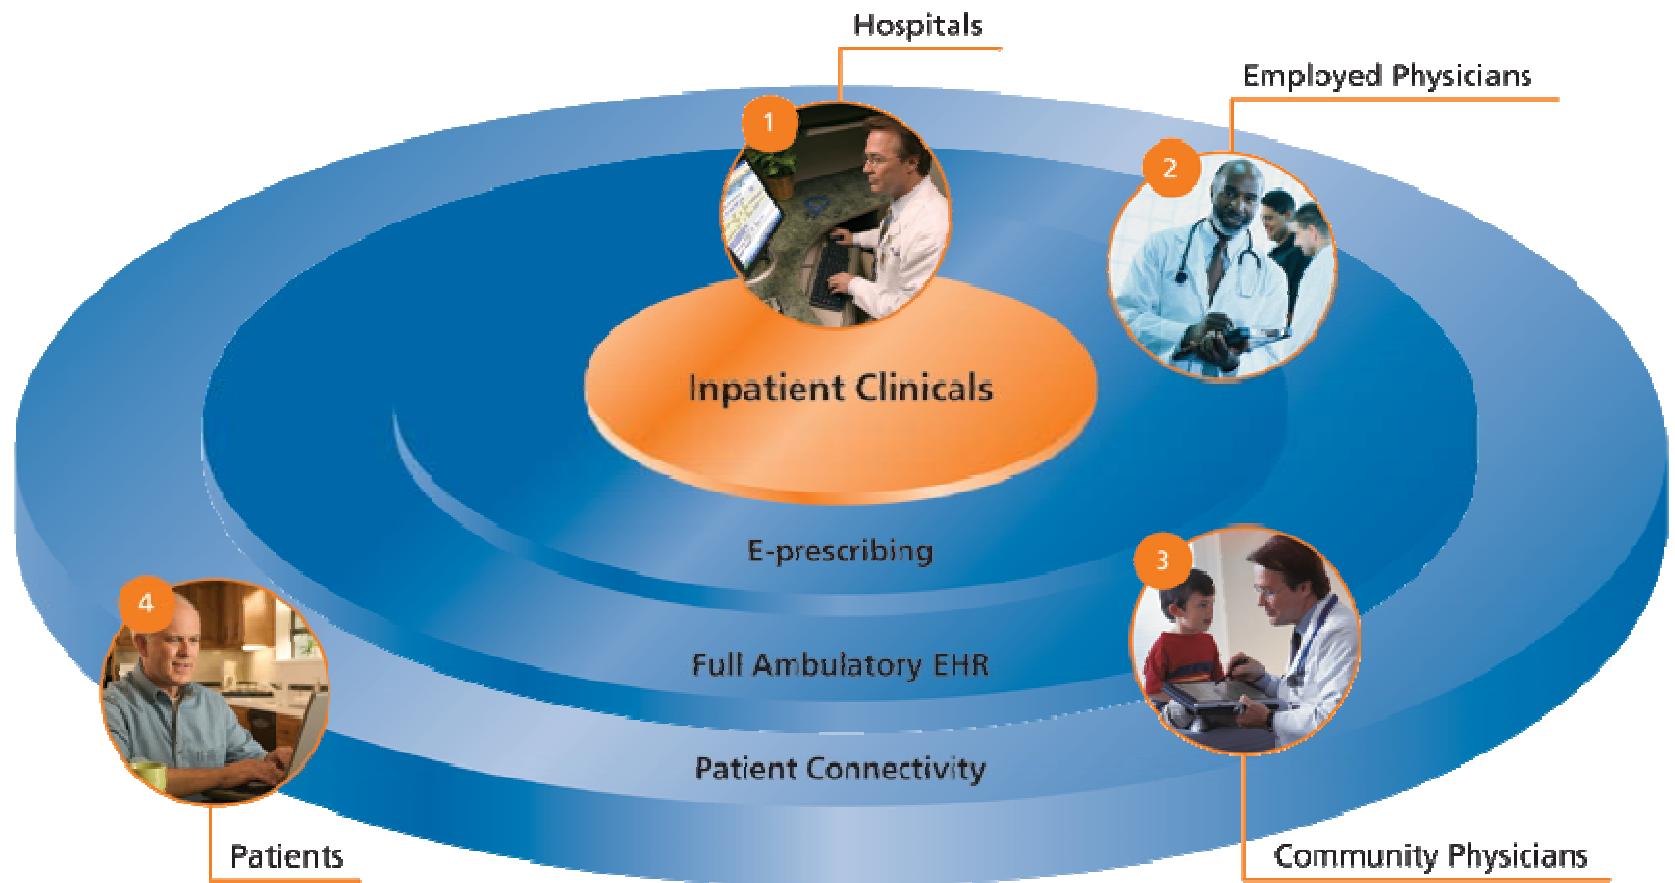 Hospitals
1
Employed Physicians
2
Inpatient Clinicals
E-prescribing
3
4
Full Ambulatory EHR
Patient Connectivity
Patients
Community Physicians